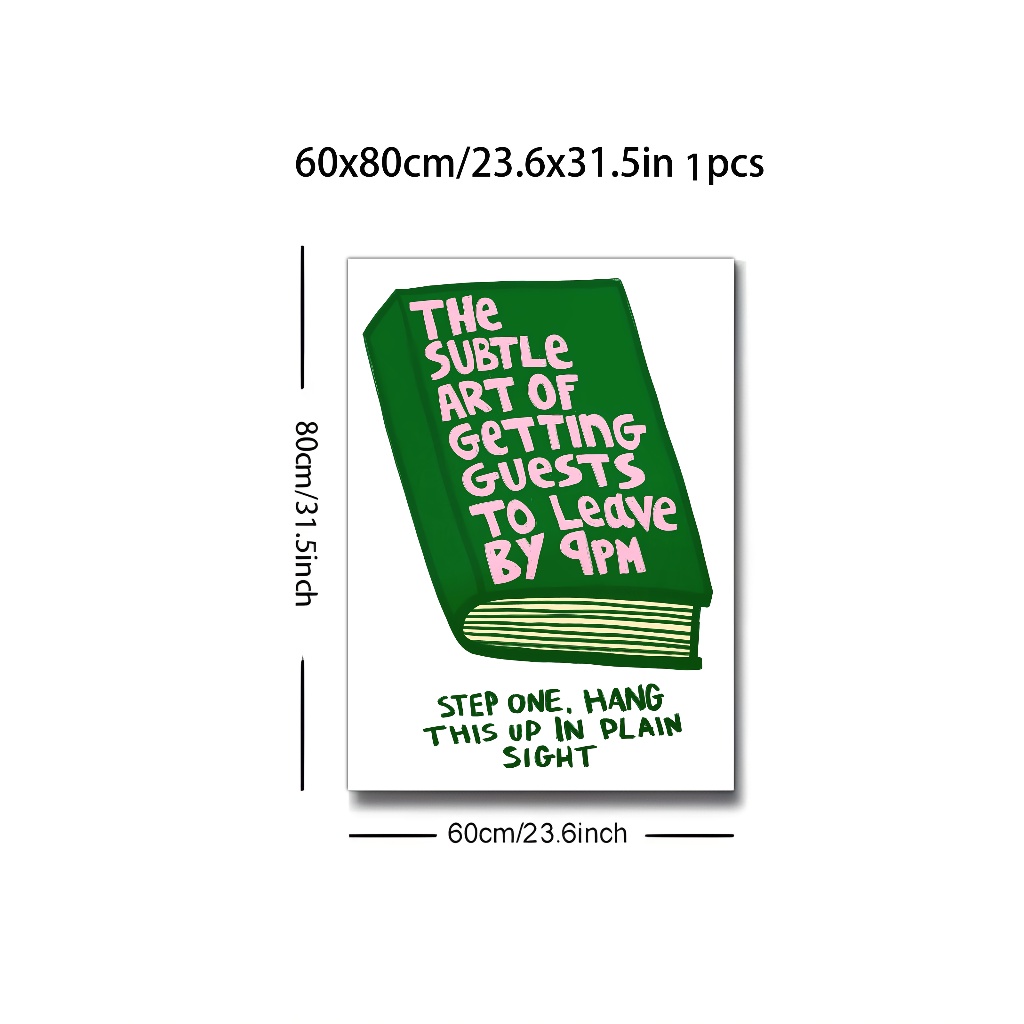 60x80cm/23.6x31.5in 1pcs
THe
SUBTLe
ART OF
GeTTING
GUeSTS
TO Leave
BY 9PM
80cm/31.5inch
STEP ONE, HANG
THIS UP IN PLAIN
SIGHT
60cm/23.6inch